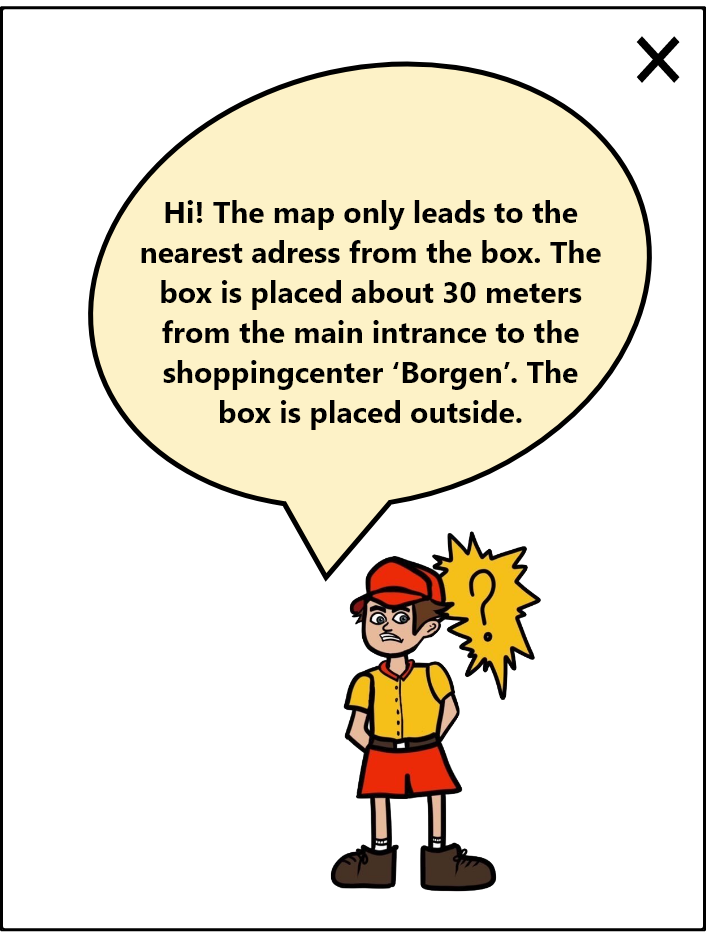 Hi! The map only leads to the
nearest adress from the box. The
box is placed about 30 meters
from the main intrance to the
shoppingcenter ‘Borgen’. The
box is placed outside.
?